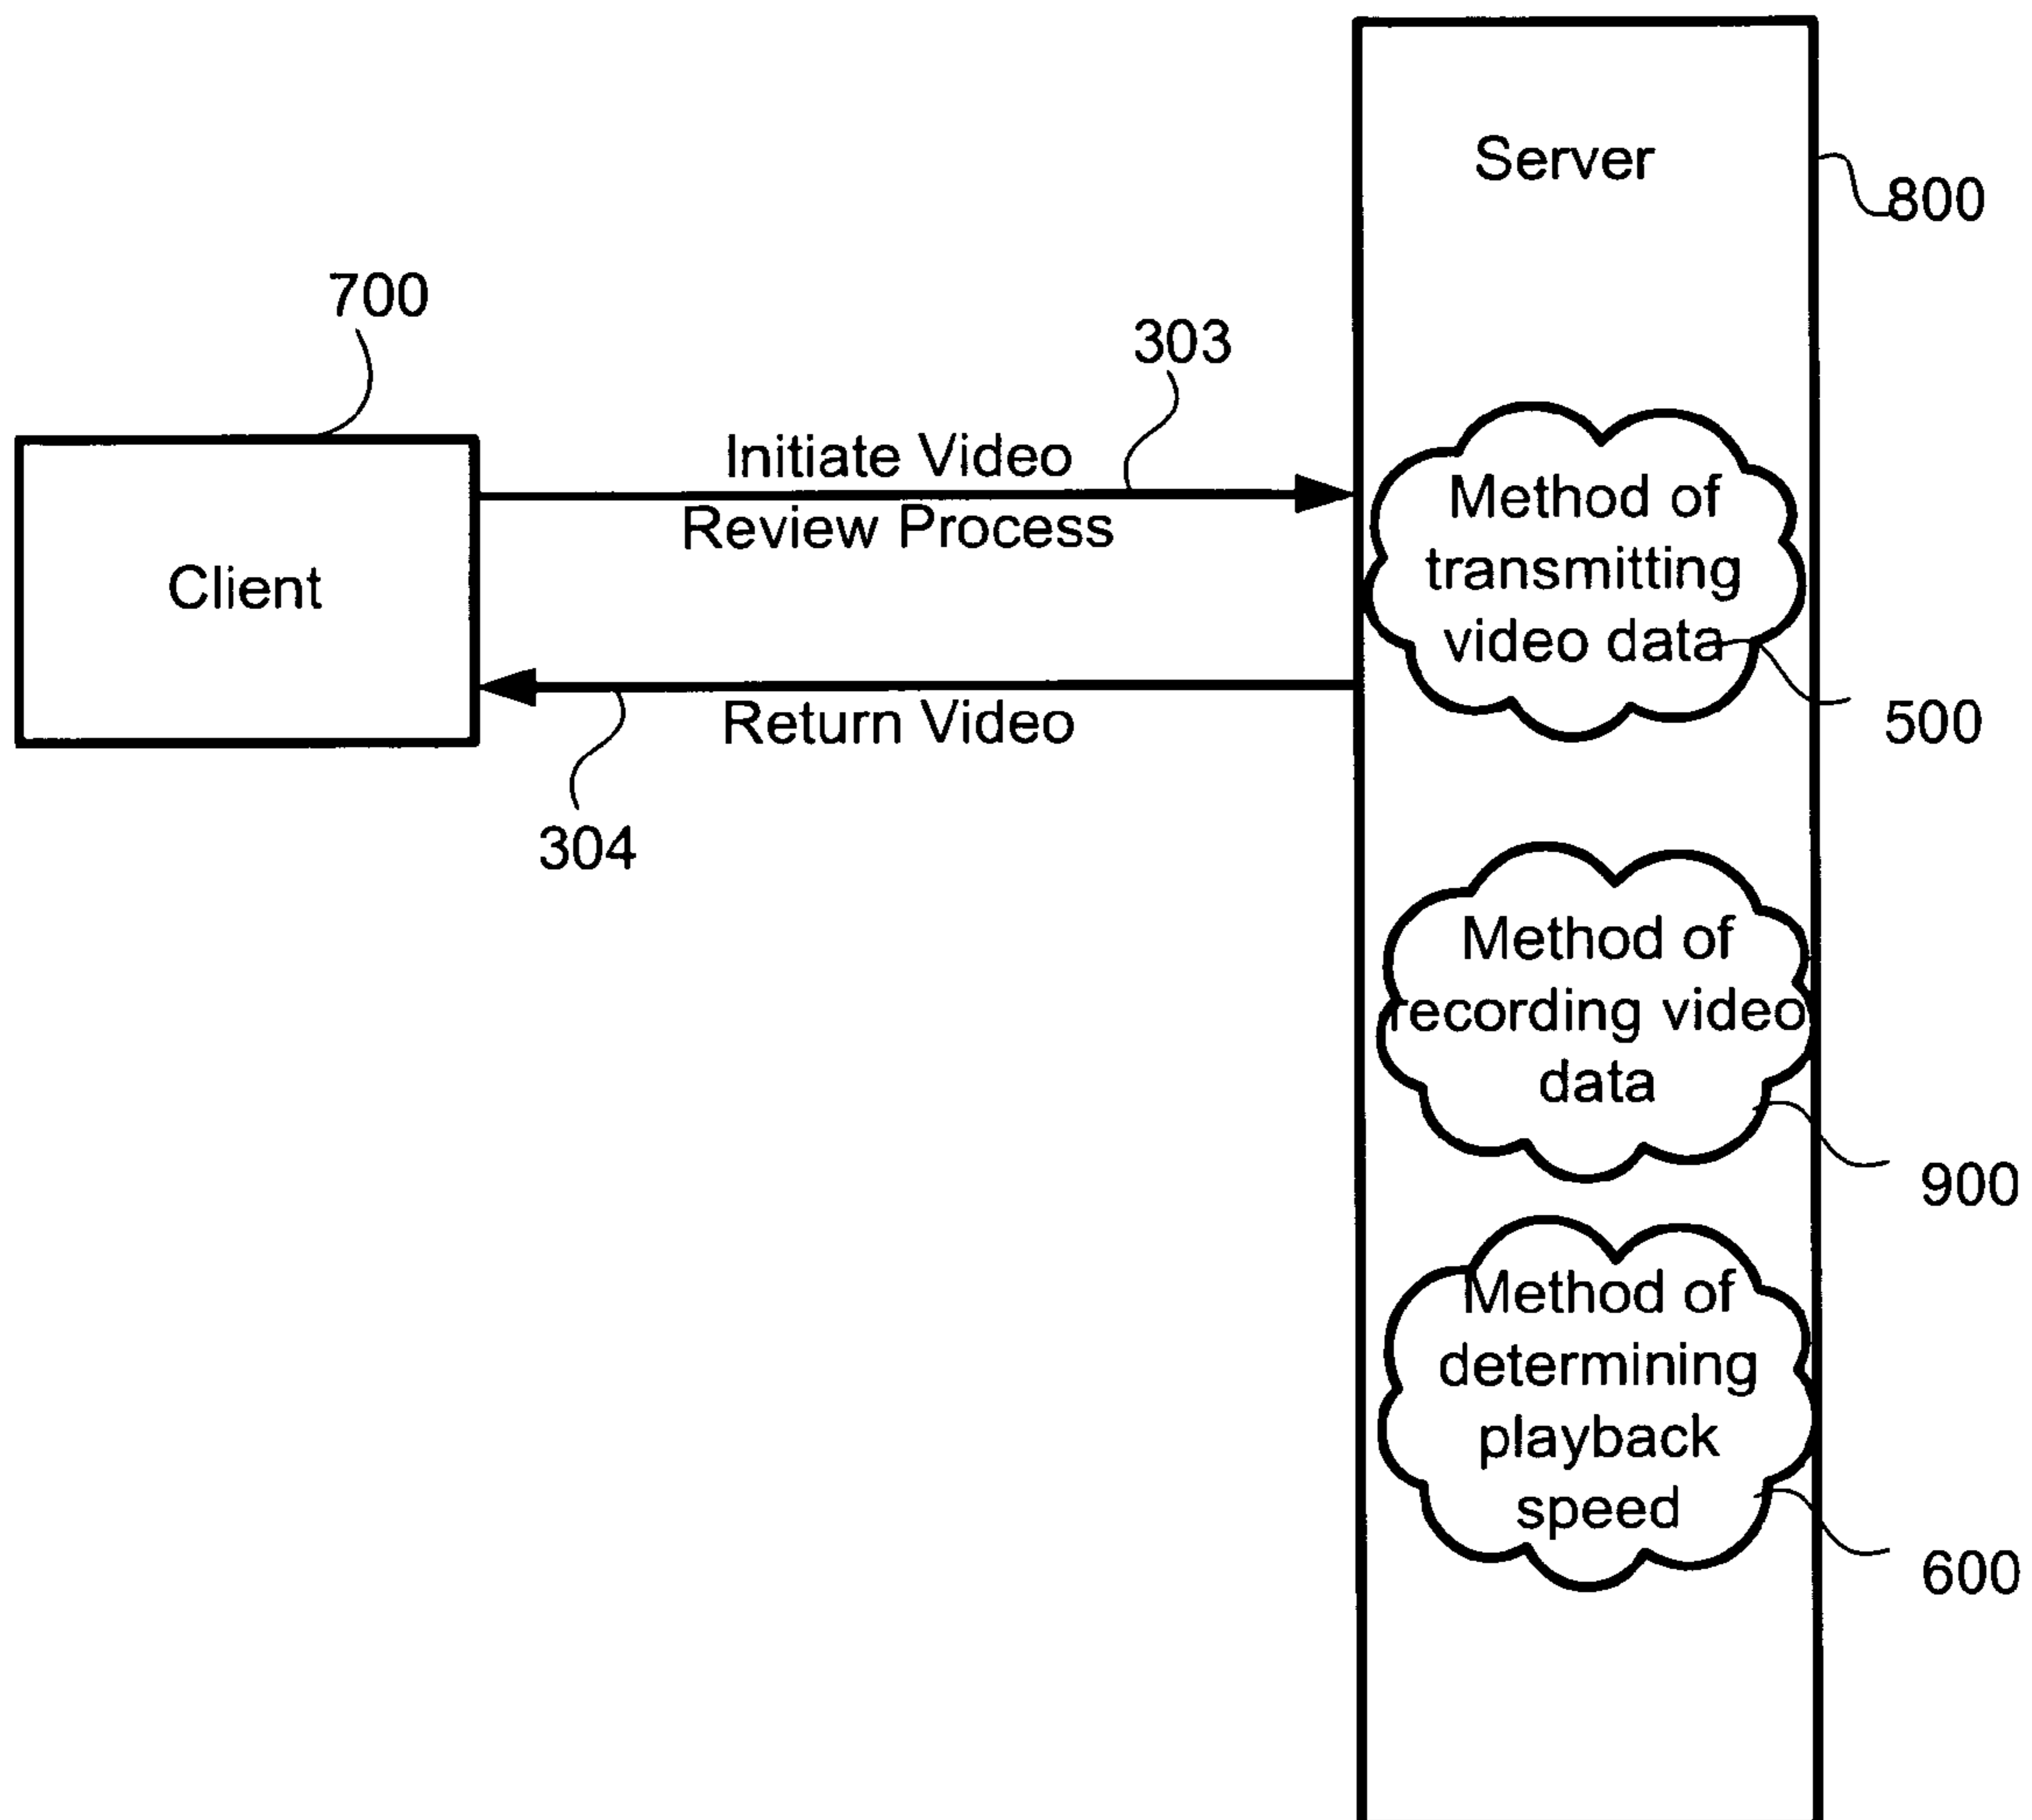 Server
800
700
303
Initiate Video
Review Process
Client
Return Video
304
Method of
transmitting
video data
500
Method of
recording video
data
900
Method of
determining
playback
speed
600